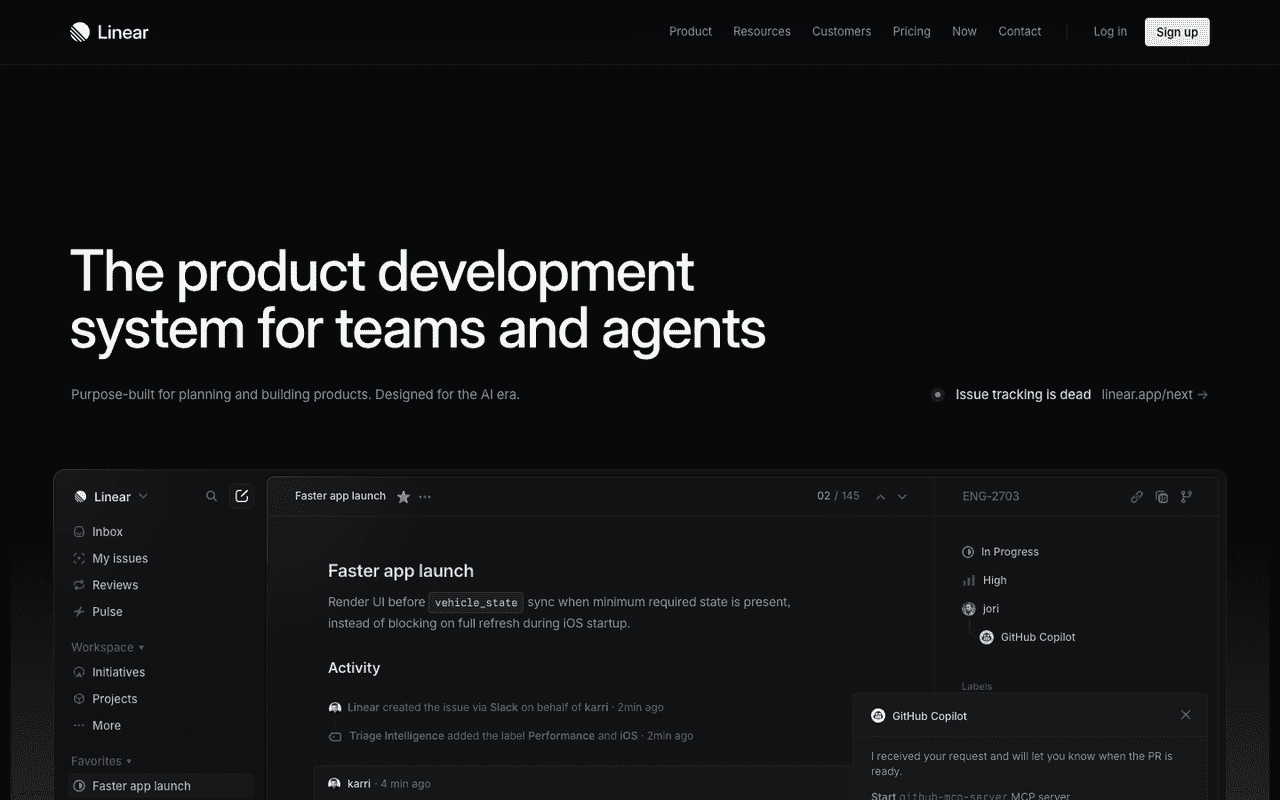 Linear
Product
Resources
Customers
Pricing
Now
Contact
Log in
Sign up
The product development
system for teams and agents
Purpose-built for planning and building products. Designed for the AI era.
Issue tracking is dead linear.app/next →
Linear
Inbox
My issues
Reviews
Pulse
Workspace
Initiatives
Projects
More
Favorites
Faster app launch
Faster app launch
02 / 145
Faster app launch
Render UI before vehicle_state sync when minimum required state is present,
instead of blocking on full refresh during iOS startup.
Activity
Linear created the issue via Slack on behalf of karri · 2min ago
Triage Intelligence added the label Performance and iOS · 2min ago
karri · 4 min ago
ENG-2703
In Progress
High
jori
GitHub Copilot
Labels
GitHub Copilot
I received your request and will let you know when the PR is
ready.
Start github-mcp-server MCP server